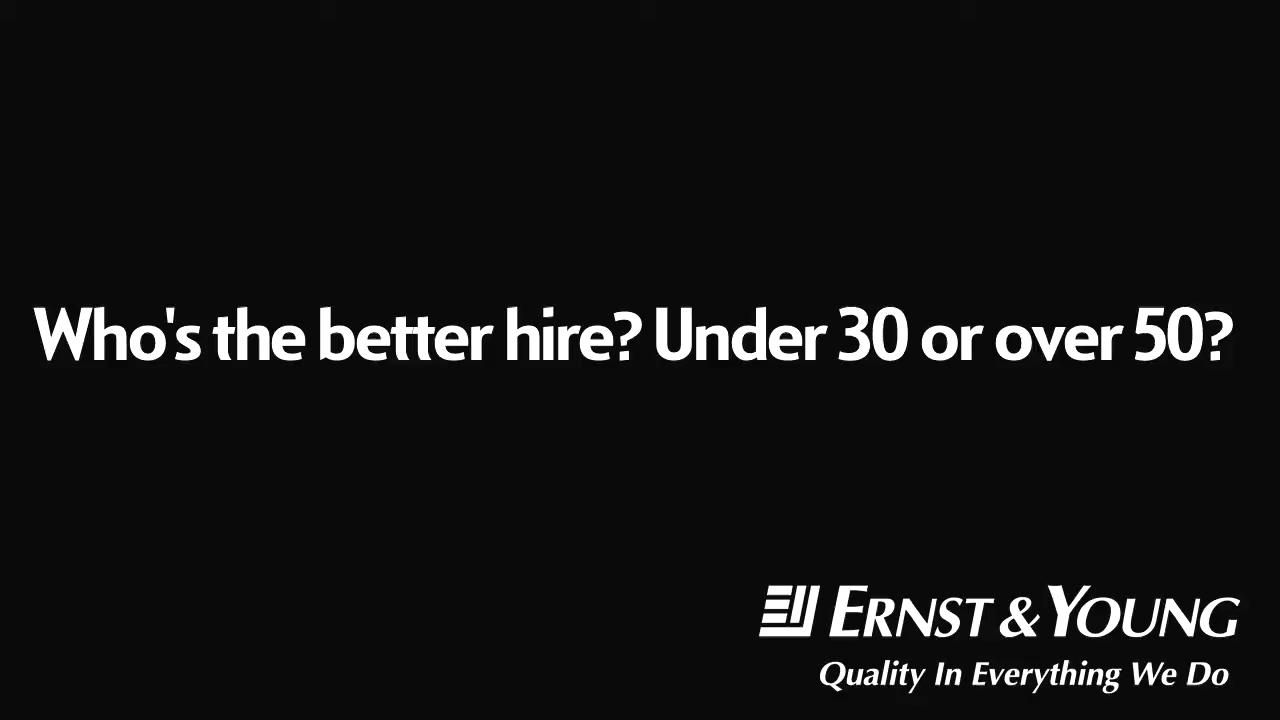 Who's the better hire? Under 30 or over 50?
ERNST & YOUNG
Quality In Everything We Do